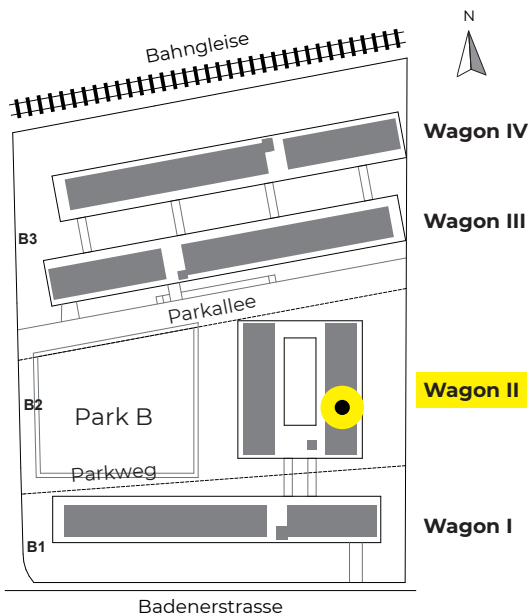 N
Bahngleise
Wagon IV
Wagon III
B3
Parkallee
Wagon II
B2
Park B
Parkweg
Wagon I
B1
Badenerstrasse